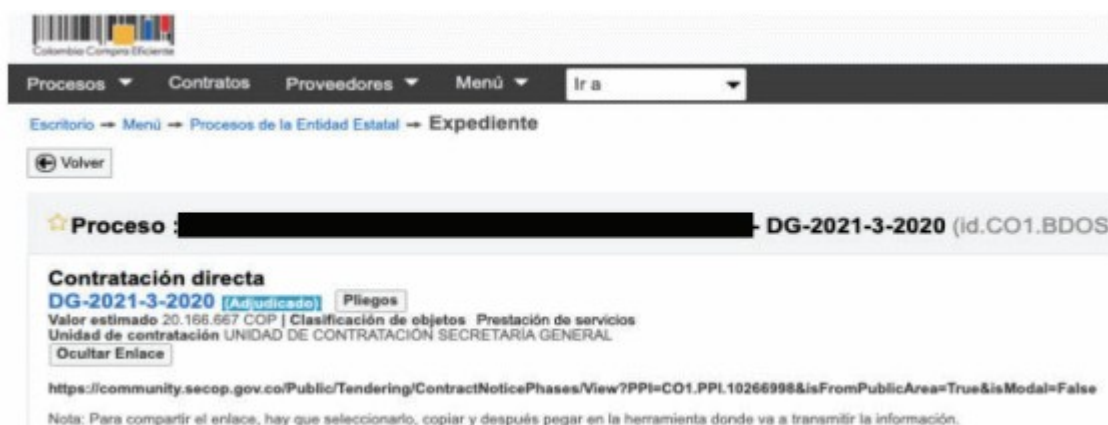 Colombia Compra Eficiente
Procesos Contratos Proveedores Menú Ir a
Escritorio → Menú → Procesos de la Entidad Estatal → Expediente
Volver
Proceso : - DG-2021-3-2020 (id.CO1.BDOS
Contratación directa
DG-2021-3-2020 (Adjudicado) Pliegos
Valor estimado 20.166.667 COP | Clasificación de objetos Prestación de servicios
Unidad de contratación UNIDAD DE CONTRATACIÓN SECRETARÍA GENERAL
Ocultar Enlace
https://community.secop.gov.co/Public/Tendering/ContractNoticePhases/View?PPI=CO1.PPI.10266998&isFromPublicArea=True&isModal=False
Nota: Para compartir el enlace, hay que seleccionarlo, copiar y después pegar en la herramienta donde va a transmitir la información.